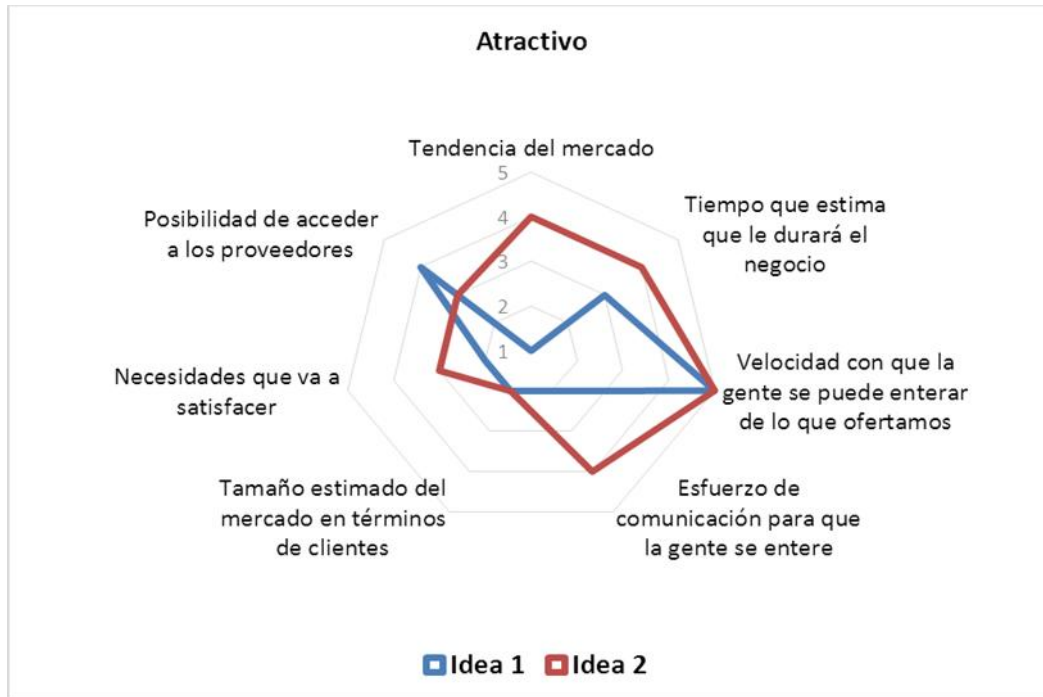 Atractivo
Tendencia del mercado
5
4
3
2
1
Tiempo que estima
que le durará el
negocio
Velocidad con que la
gente se puede enterar
de lo que ofertamos
Esfuerzo de
comunicación para que
la gente se entere
Tamaño estimado del
mercado en términos
de clientes
Necesidades que va a
satisfacer
Posibilidad de acceder
a los proveedores
Idea 1 Idea 2